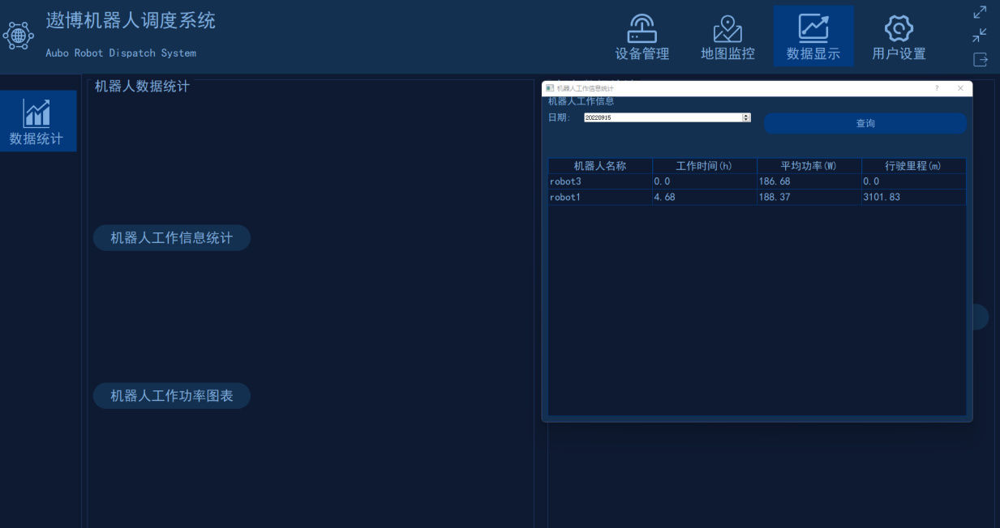 遨博机器人调度系统
Aubo Robot Dispatch System
设备管理
地图监控
数据显示
用户设置
数据统计
机器人数据统计
机器人工作信息统计
机器人工作功率图表
机器人工作信息统计
机器人工作信息
日期:
20220915
查询
机器人名称 工作时间(h) 平均功率(W) 行驶里程(m)
robot3 0.0 186.68 0.0
robot1 4.68 188.37 3101.83